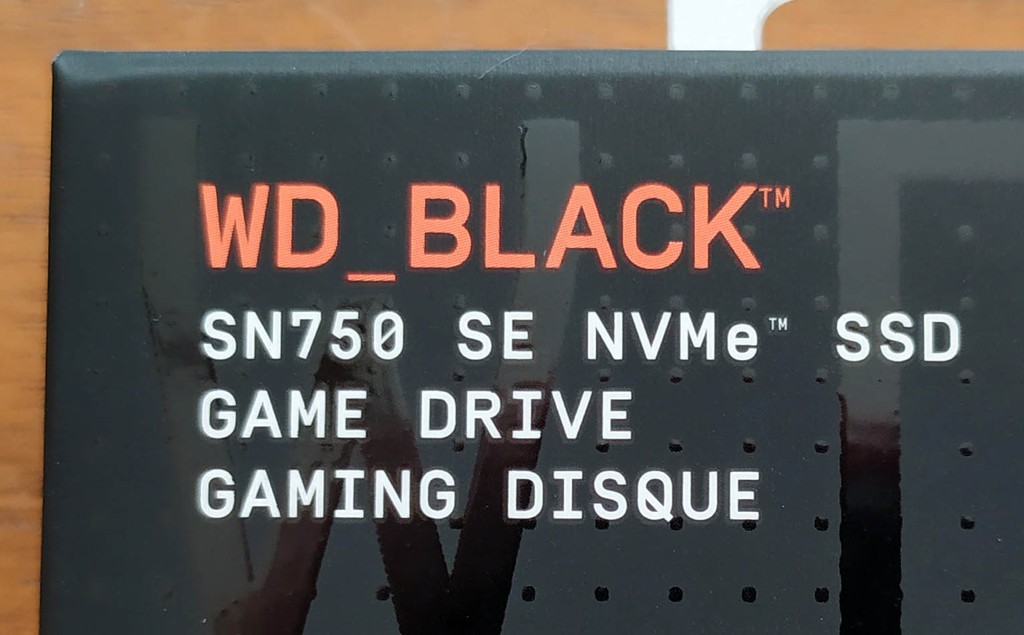 WD_BLACK™
SN750 SE NVMe™ SSD
GAME DRIVE
GAMING DISQUE